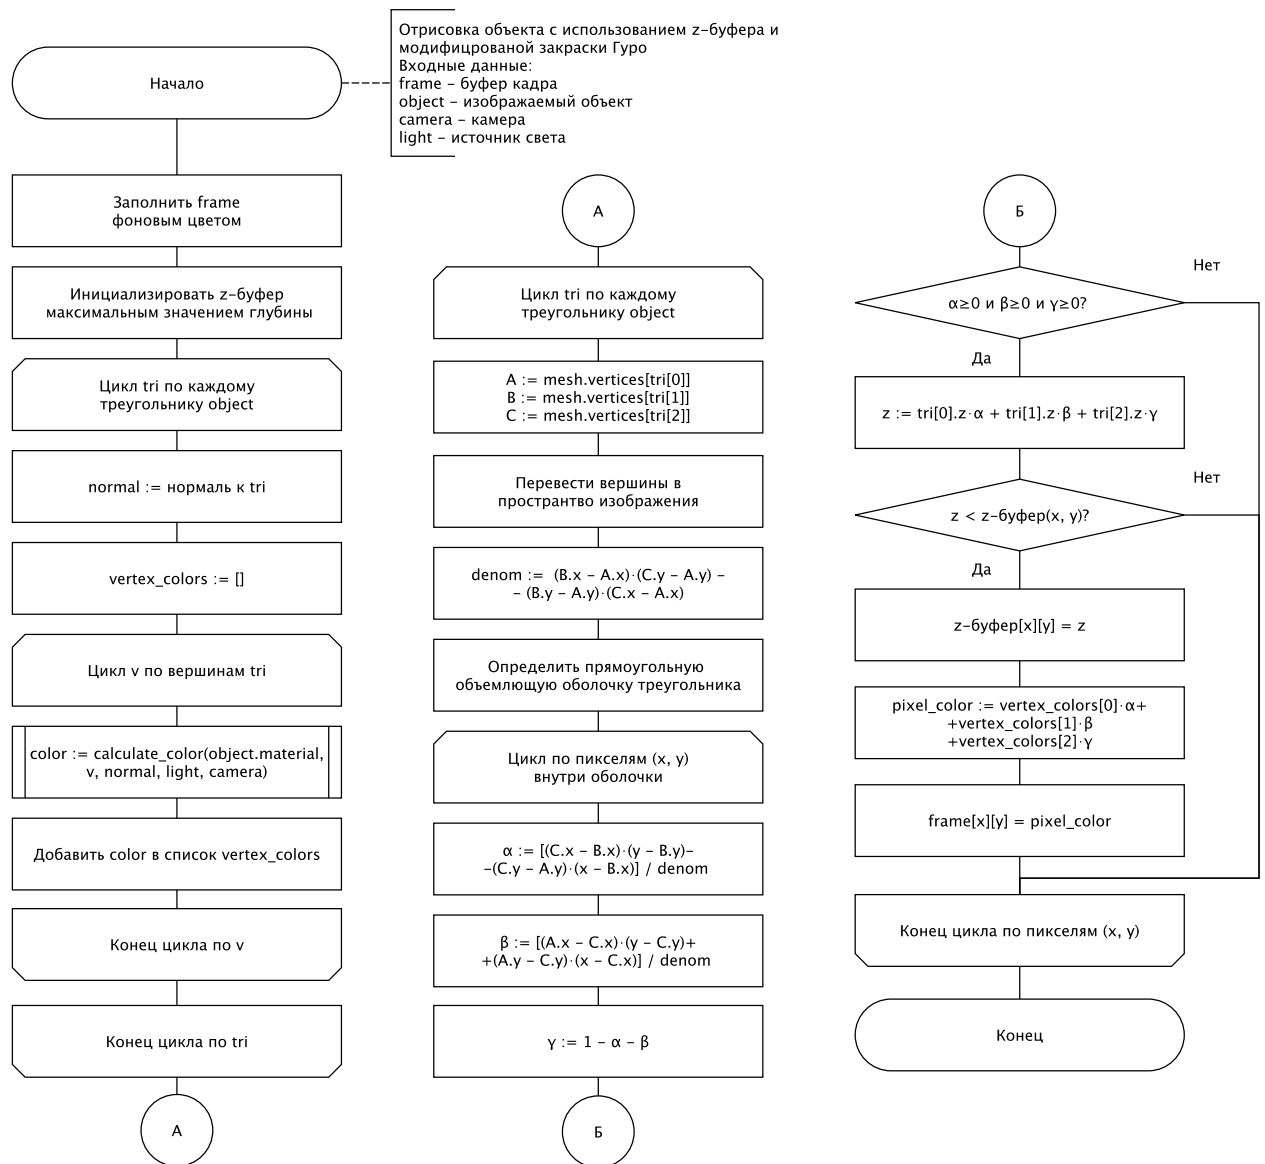 Отрисовка объекта с использованием z-буфера и
модифицрованой закраски Гуро
Входные данные:
frame – буфер кадра
object – изображаемый объект
camera – камера
light – источник света
Начало
Заполнить frame
фоновым цветом
Инициализировать z-буфер
максимальным значением глубины
Цикл tri по каждому
треугольнику object
normal := нормаль к tri
vertex_colors := []
Цикл v по вершинам tri
color := calculate_color(object.material,
v, normal, light, camera)
Добавить color в список vertex_colors
Конец цикла по v
Конец цикла по tri
А
А
Цикл tri по каждому
треугольнику object
A := mesh.vertices[tri[0]]
B := mesh.vertices[tri[1]]
C := mesh.vertices[tri[2]]
Перевести вершины в
пространтво изображения
denom := (B.x – A.x)·(C.y – A.y) –
– (B.y – A.y)·(C.x – A.x)
Определить прямоугольную
объемлющую оболочку треугольника
Цикл по пикселям (x, y)
внутри оболочки
α := [(C.x – B.x)·(y – B.y)–
–(C.y – A.y)·(x – B.x)] / denom
β := [(A.x – C.x)·(y – C.y)+
+(A.y – C.y)·(x – C.x)] / denom
γ := 1 – α – β
Б
Б
α≥0 и β≥0 и γ≥0?
Нет
Да
z := tri[0].z·α + tri[1].z·β + tri[2].z·γ
Нет
z < z-буфер(x, y)?
Да
z-буфер[x][y] = z
pixel_color := vertex_colors[0]·α+
+vertex_colors[1]·β
+vertex_colors[2]·γ
frame[x][y] = pixel_color
Конец цикла по пикселям (x, y)
Конец